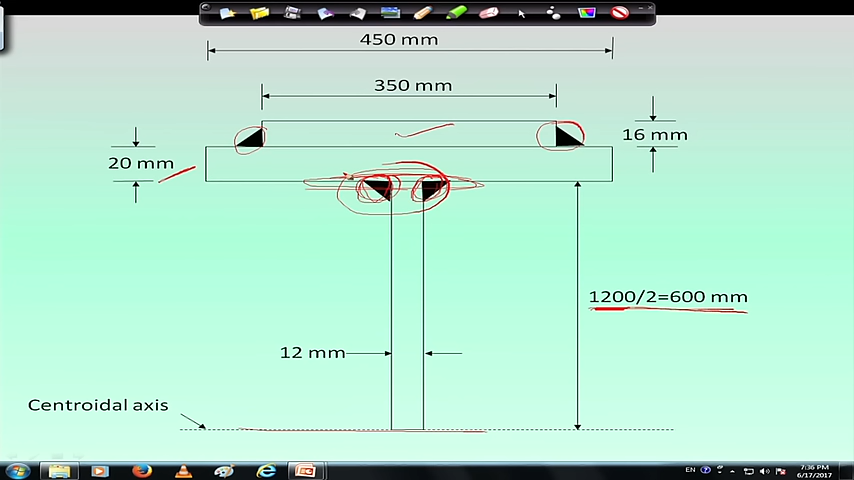 450 mm
350 mm
16 mm
20 mm
1200/2=600 mm
12 mm
Centroidal axis
EN
7:36 PM
6/17/2017